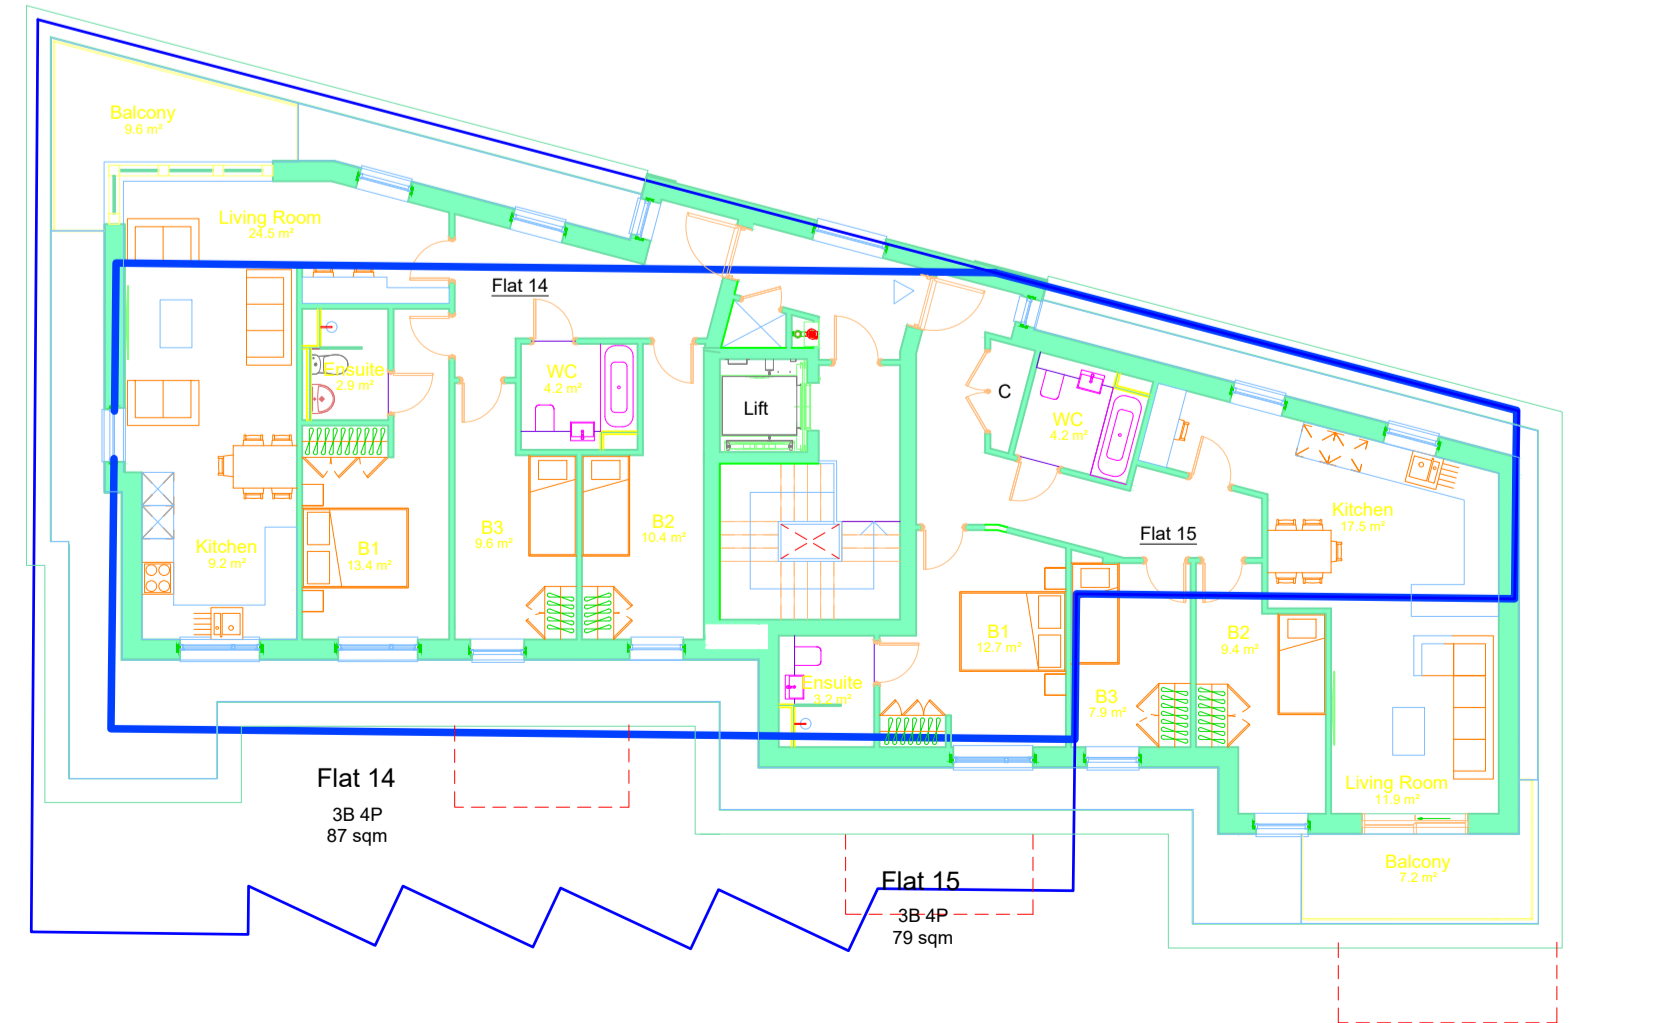 Balcony
9.6 m²
Living Room
24.5 m²
Flat 14
Ensuite
2.9 m²
WC
4.2 m²
Lift
C
WC
4.2 m²
Kitchen
9.2 m²
B1
13.4 m²
B3
9.6 m²
B2
10.4 m²
Kitchen
17.5 m²
Flat 15
B1
12.7 m²
B2
9.4 m²
Ensuite
3.2 m²
B3
7.9 m²
Living Room
11.9 m²
Flat 14
3B 4P
87 sqm
Balcony
7.2 m²
Flat 15
3B 4P
79 sqm